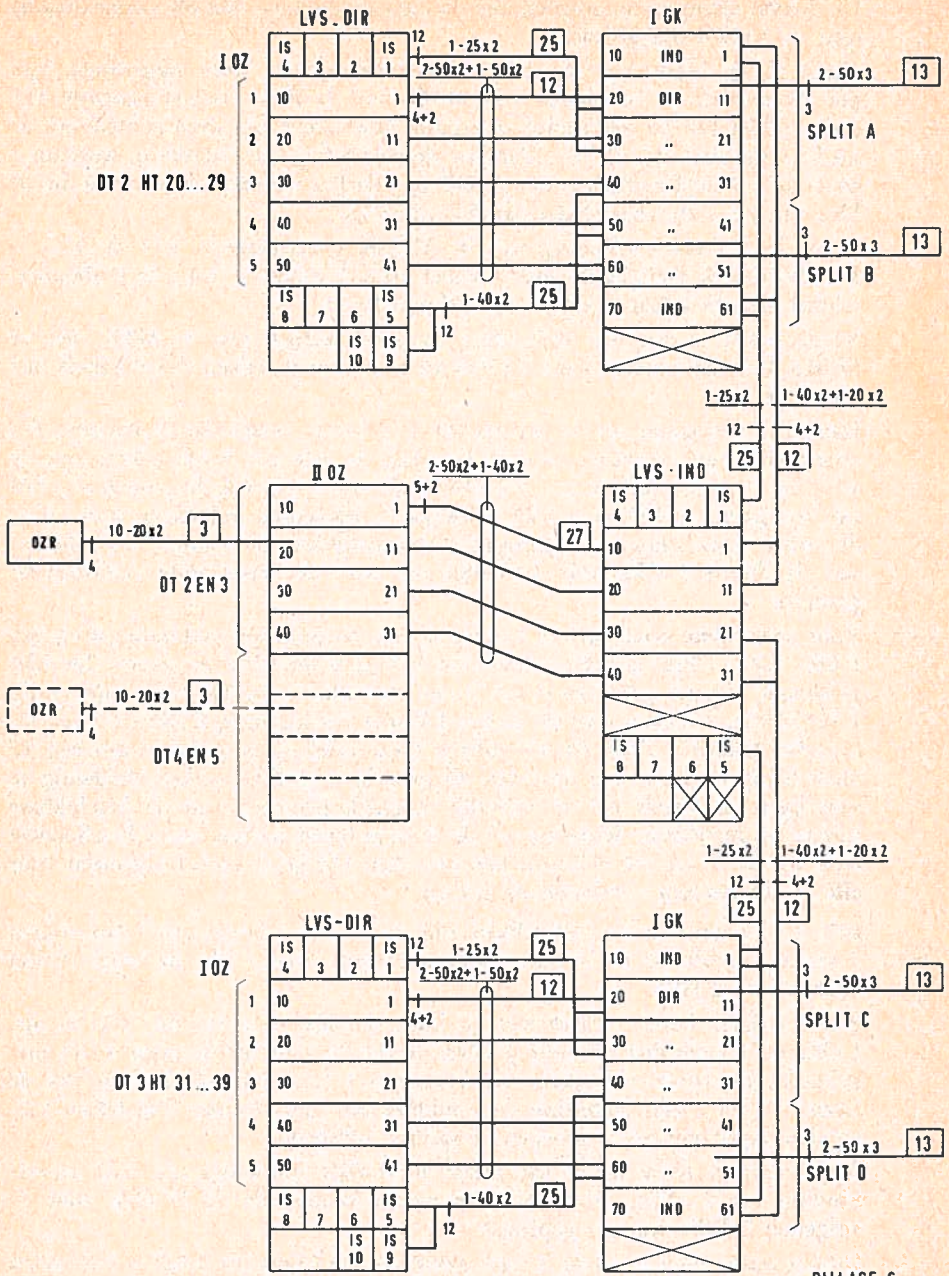 LVS-DIR
I GK
I OZ
IS 4 3 2 IS 1
12
1-25x2
25
2-50x2+1-50x2
12
4+2
10 IND 1
1 10 1
20 DIR 11
2 20 11
30 .. 21
DT 2 HT 20...29
3 30 21
40 .. 31
4 40 31
50 .. 41
5 50 41
60 .. 51
IS 8 7 6 IS 5
IS 10 IS 9
1-40x2
25
12
70 IND 61
3
2-50x3
13
SPLIT A
3
2-50x3
13
SPLIT B
1-25x2
1-40x2+1-20x2
12
4+2
25
12
II OZ
2-50x2+1-40x2
LVS-IND
5+2
27
10 1
20 11
30 21
40 31
OZR
10-20x2
3
4
DT 2 EN 3
OZR
10-20x2
3
4
DT 4 EN 5
IS 4 3 2 IS 1
10 1
20 11
30 21
40 31
IS 8 7 6 IS 5
1-25x2
1-40x2+1-20x2
12
4+2
25
12
LVS-DIR
I GK
I OZ
IS 4 3 2 IS 1
12
1-25x2
25
2-50x2+1-50x2
12
4+2
10 IND 1
1 10 1
20 DIR 11
2 20 11
30 .. 21
DT 3 HT 31...39
3 30 21
40 .. 31
4 40 31
50 .. 41
5 50 41
60 .. 51
IS 8 7 6 IS 5
IS 10 IS 9
1-40x2
25
12
70 IND 61
3
2-50x3
13
SPLIT C
3
2-50x3
13
SPLIT D